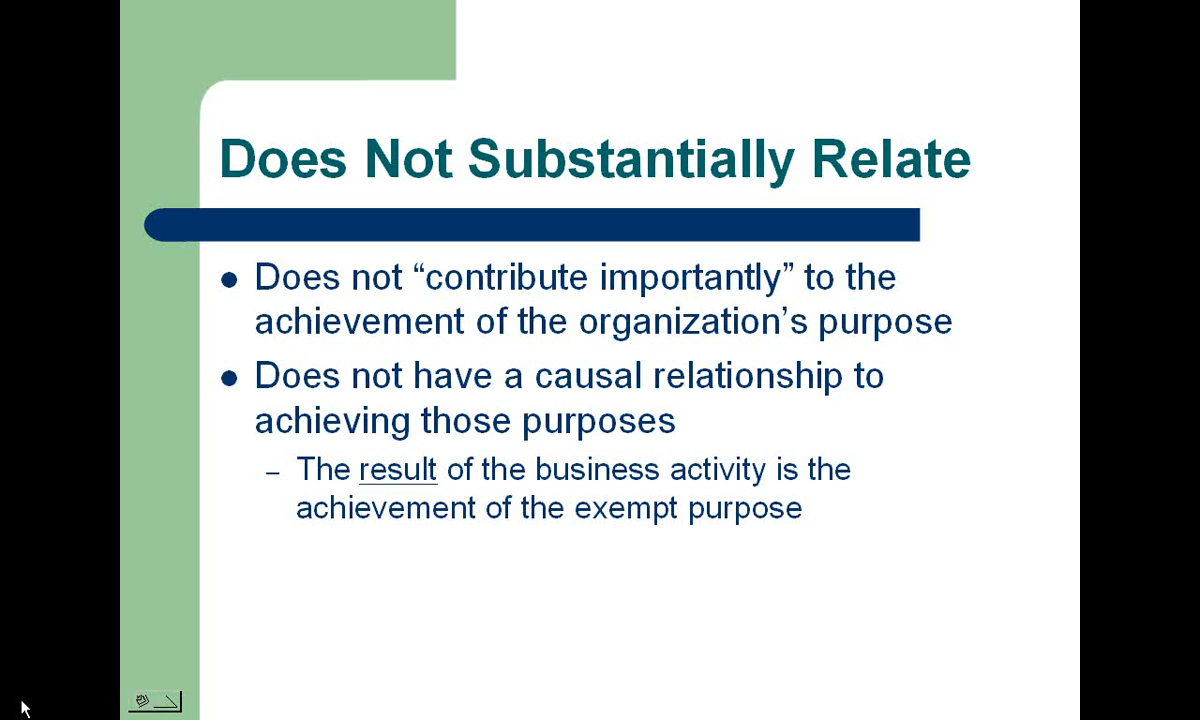 Does Not Substantially Relate
● Does not “contribute importantly” to the
achievement of the organization’s purpose
● Does not have a causal relationship to
achieving those purposes
– The result of the business activity is the
achievement of the exempt purpose